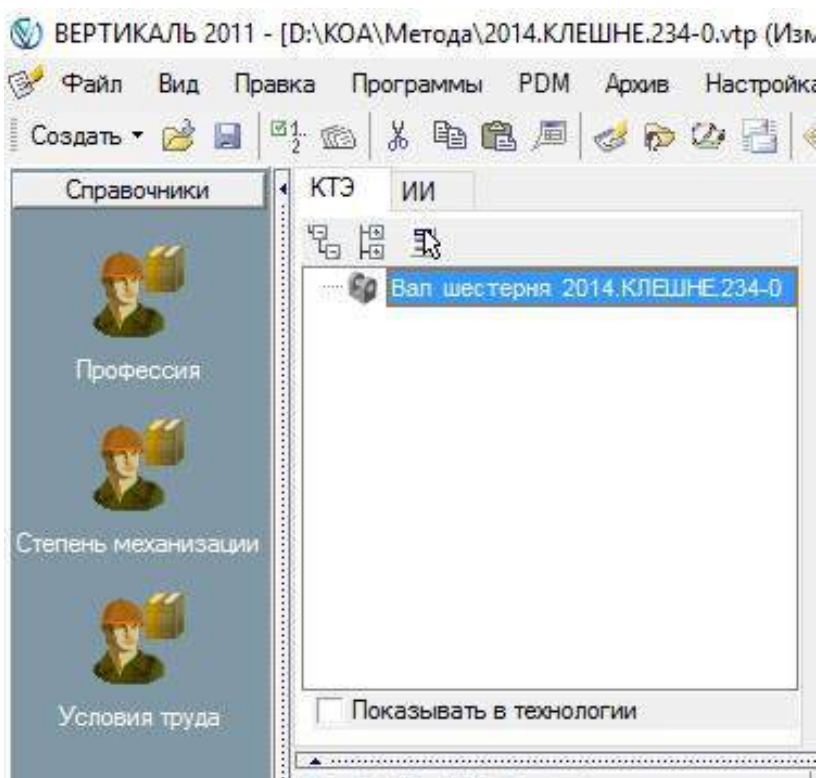 ВЕРТИКАЛЬ 2011 - [D:\КОА\Метода\2014.КЛЕШНЕ.234-0.vtp (Изм
Файл Вид Правка Программы PDM Архив Настройка
Создать
Справочники
КТЭ ИИ
Вал шестерня 2014.КЛЕШНЕ.234-0
Профессия
Степень механизации
Условия труда
Показывать в технологии